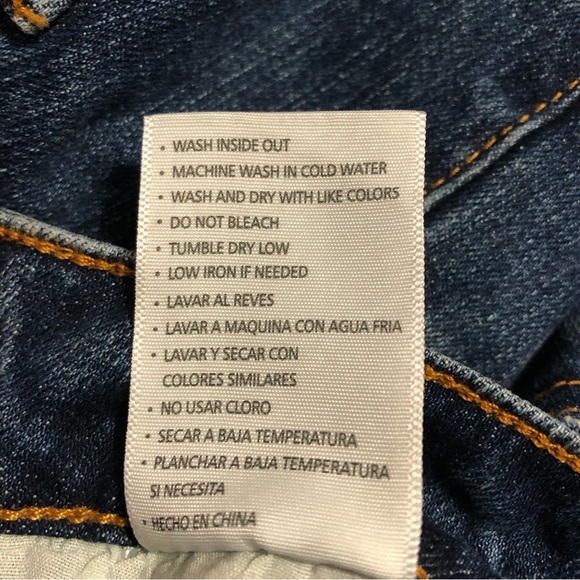 • WASH INSIDE OUT
• MACHINE WASH IN COLD WATER
• WASH AND DRY WITH LIKE COLORS
• DO NOT BLEACH
• TUMBLE DRY LOW
• LOW IRON IF NEEDED
• LAVAR AL REVES
• LAVAR A MAQUINA CON AGUA FRIA
• LAVAR Y SECAR CON
COLORES SIMILARES
• NO USAR CLORO
• SECAR A BAJA TEMPERATURA
• PLANCHAR A BAJA TEMPERATURA
SI NECESITA
• HECHO EN CHINA